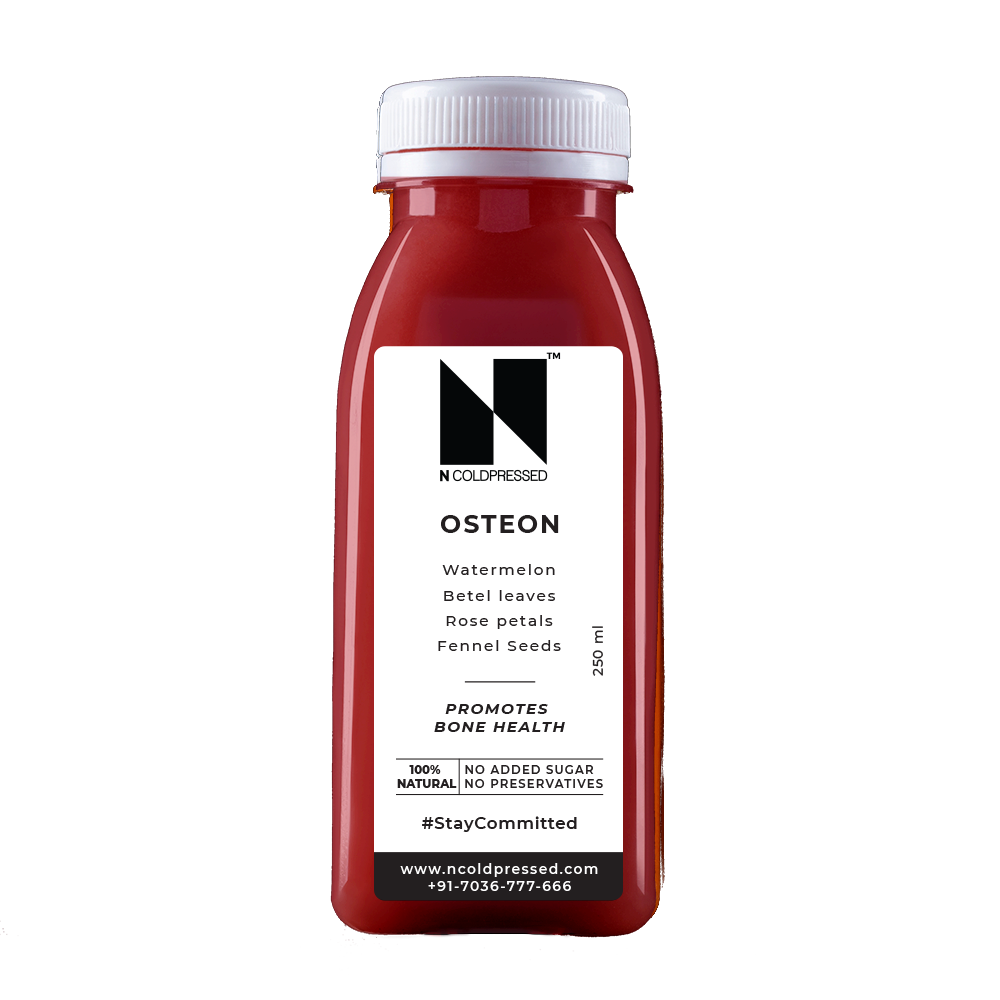 N
™
N COLDPRESSED
OSTEON
Watermelon
Betel leaves
Rose petals
Fennel Seeds
250 ml
PROMOTES
BONE HEALTH
100%
NATURAL
NO ADDED SUGAR
NO PRESERVATIVES
#StayCommitted
www.ncoldpressed.com
+91-7036-777-666